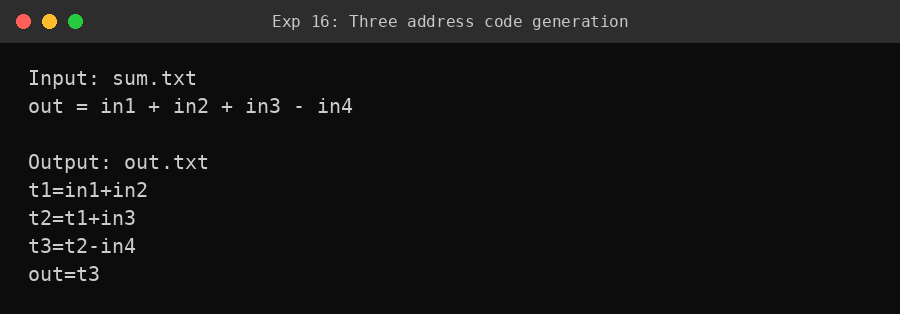 Exp 16: Three address code generation
Input: sum.txt
out = in1 + in2 + in3 - in4
Output: out.txt
t1=in1+in2
t2=t1+in3
t3=t2-in4
out=t3